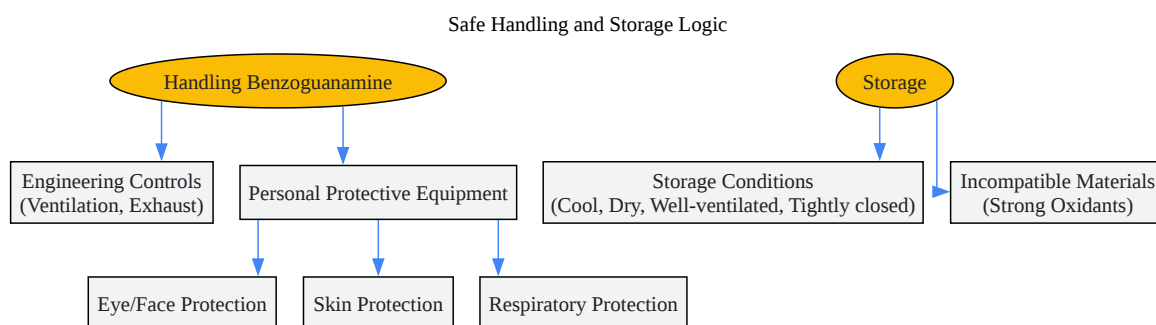 Safe Handling and Storage Logic
Handling Benzoguanamine
Storage
Engineering Controls
(Ventilation, Exhaust)
Personal Protective Equipment
Storage Conditions
(Cool, Dry, Well-ventilated, Tightly closed)
Incompatible Materials
(Strong Oxidants)
Eye/Face Protection
Skin Protection
Respiratory Protection